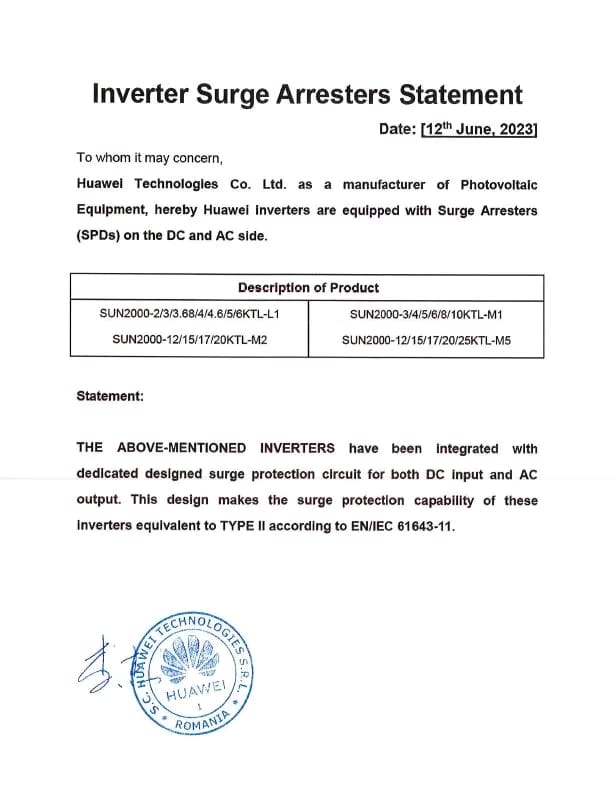 Inverter Surge Arresters Statement
Date: [12th June, 2023]
To whom it may concern,
Huawei Technologies Co. Ltd. as a manufacturer of Photovoltaic
Equipment, hereby Huawei inverters are equipped with Surge Arresters
(SPDs) on the DC and AC side.
Description of Product
SUN2000-2/3/3.68/4/4.6/5/6KTL-L1
SUN2000-3/4/5/6/8/10KTL-M1
SUN2000-12/15/17/20KTL-M2
SUN2000-12/15/17/20/25KTL-M5
Statement:
THE ABOVE-MENTIONED INVERTERS have been integrated with
dedicated designed surge protection circuit for both DC input and AC
output. This design makes the surge protection capability of these
inverters equivalent to TYPE II according to EN/IEC 61643-11.
S.C. HUAWEI TECHNOLOGIES S.R.L.
HUAWEI
1
ROMANIA